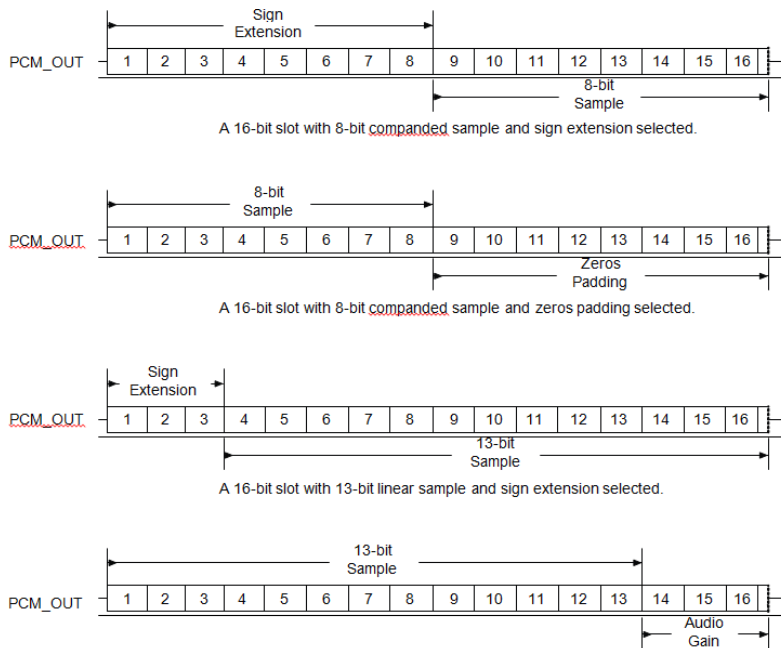 Sign
Extension
PCM_OUT 1 2 3 4 5 6 7 8 9 10 11 12 13 14 15 16
8-bit
Sample
A 16-bit slot with 8-bit companded sample and sign extension selected.
8-bit
Sample
PCM_OUT 1 2 3 4 5 6 7 8 9 10 11 12 13 14 15 16
Zeros
Padding
A 16-bit slot with 8-bit companded sample and zeros padding selected.
Sign
Extension
PCM_OUT 1 2 3 4 5 6 7 8 9 10 11 12 13 14 15 16
13-bit
Sample
A 16-bit slot with 13-bit linear sample and sign extension selected.
13-bit
Sample
PCM_OUT 1 2 3 4 5 6 7 8 9 10 11 12 13 14 15 16
Audio
Gain